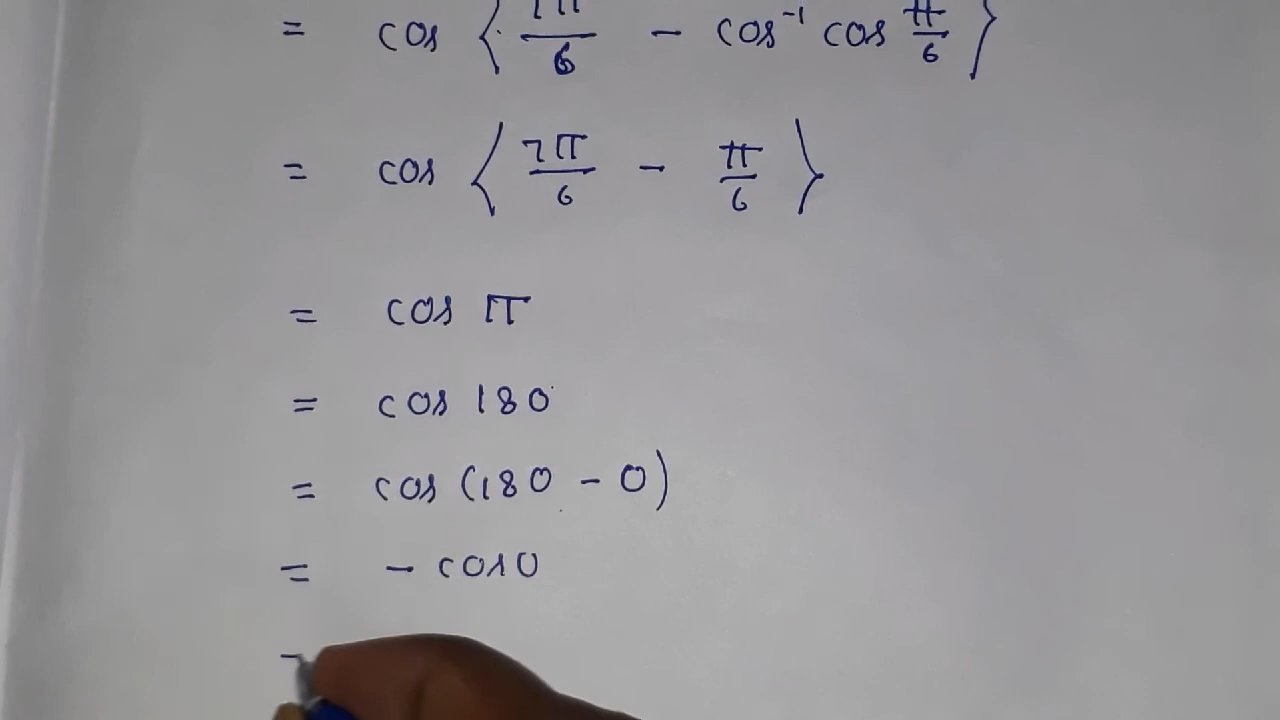 = cos { 7π/6 - cos⁻¹ cos π/6 }
= cos { 7π/6 - π/6 }
= cos π
= cos 180
= cos (180 - 0)
= - cos 0